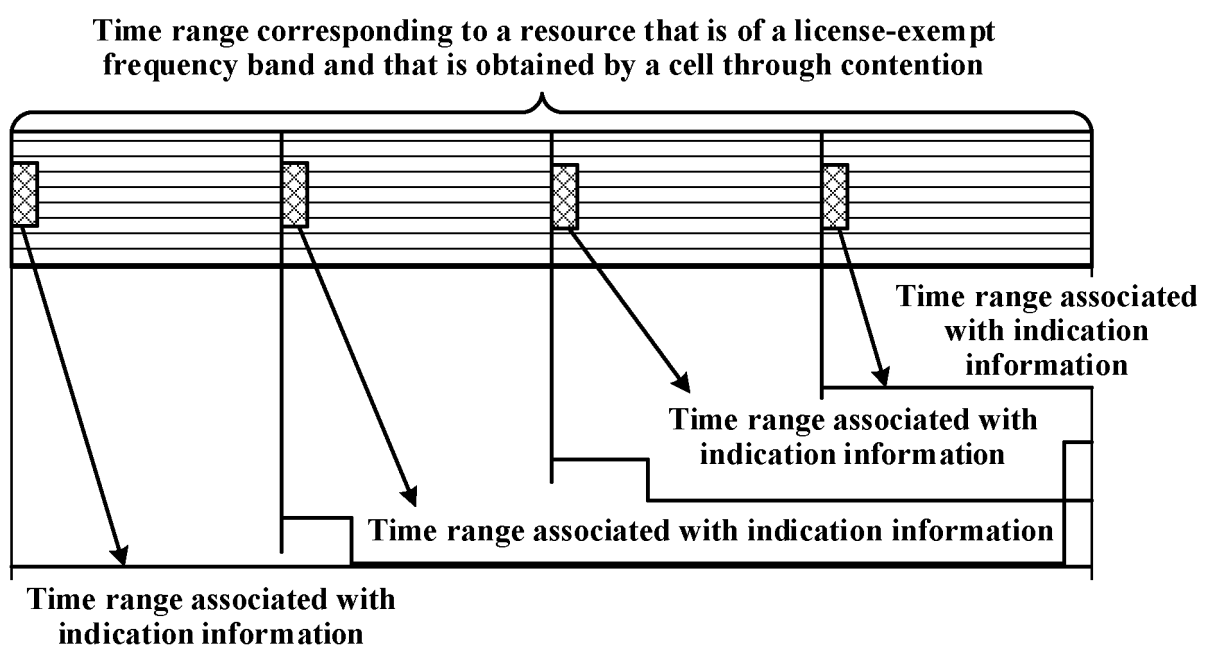 Time range corresponding to a resource that is of a license-exempt
frequency band and that is obtained by a cell through contention
Time range associated
with indication
information
Time range associated with
indication information
Time range associated with indication information
Time range associated with
indication information